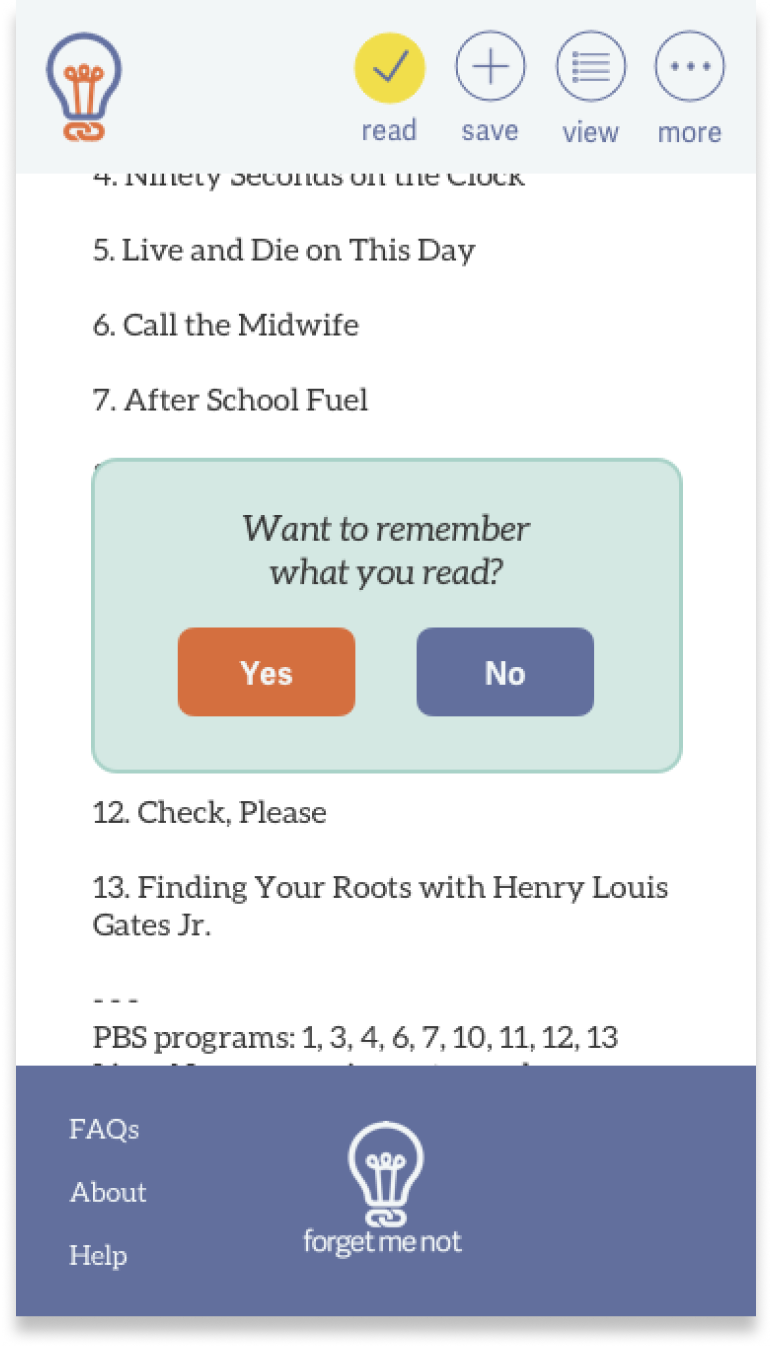 read save view more
4. Ninety Seconds on the Clock
5. Live and Die on This Day
6. Call the Midwife
7. After School Fuel
Want to remember
what you read?
Yes No
12. Check, Please
13. Finding Your Roots with Henry Louis
Gates Jr.
- - -
PBS programs: 1, 3, 4, 6, 7, 10, 11, 12, 13
FAQs
About
Help
forget me not